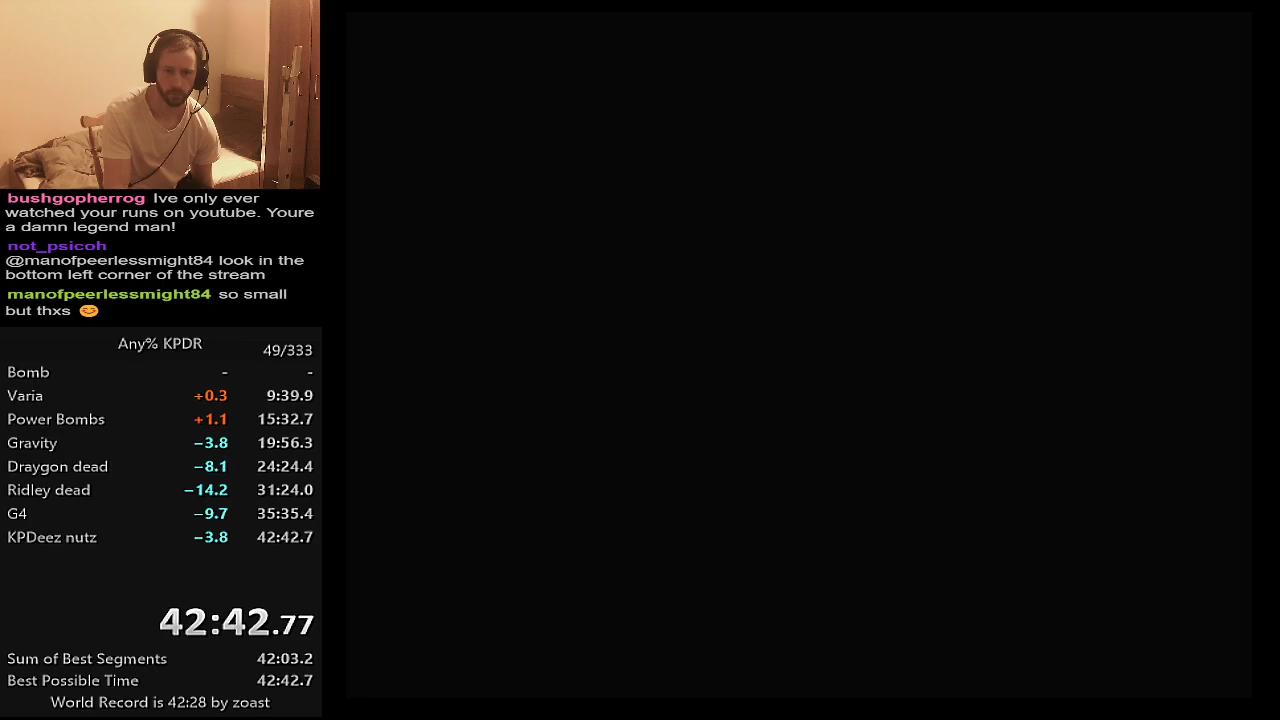 bushgopherrog Ive only ever
watched your runs on youtube. Youre
a damn legend man!
not_psicoh
@manofpeerlessmight84 look in the
bottom left corner of the stream
manofpeerlessmight84 so small
but thxs 😊
Any% KPDR 49/333
Bomb - -
Varia +0.3 9:39.9
Power Bombs +1.1 15:32.7
Gravity −3.8 19:56.3
Draygon dead −8.1 24:24.4
Ridley dead −14.2 31:24.0
G4 −9.7 35:35.4
KPDeez nutz −3.8 42:42.7
42:42.77
Sum of Best Segments 42:03.2
Best Possible Time 42:42.7
World Record is 42:28 by zoast